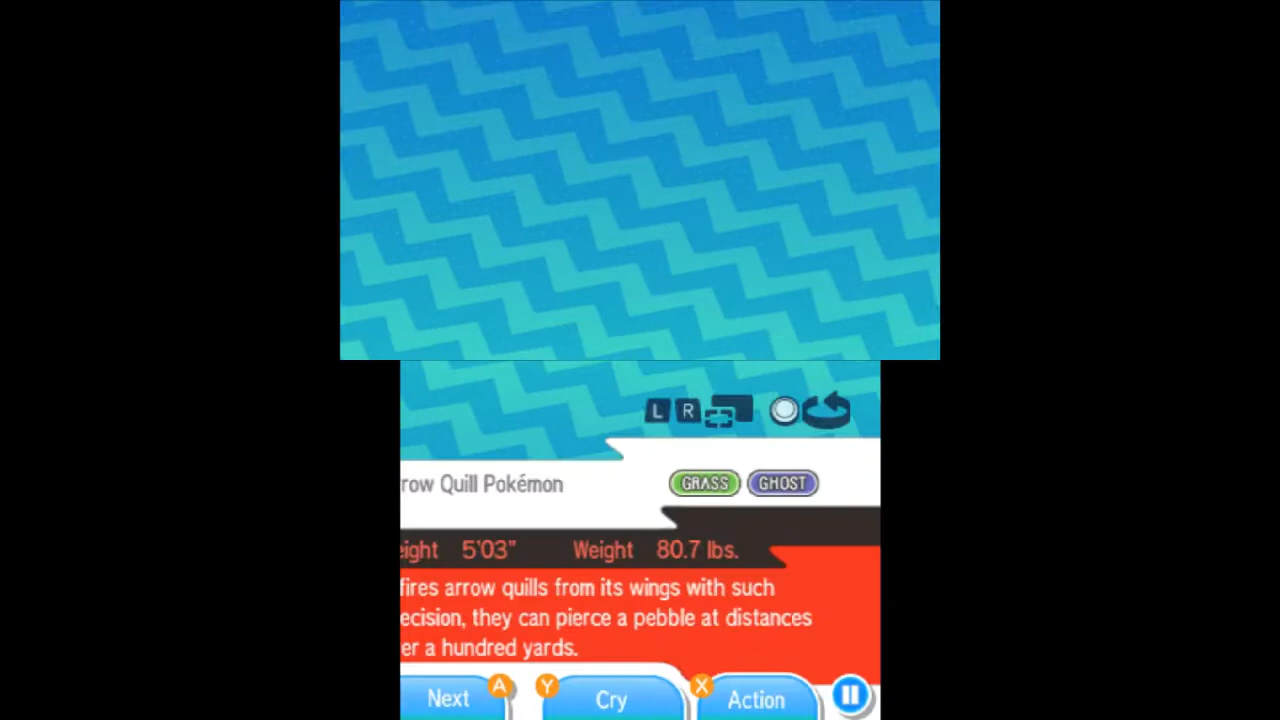 L R
row Quill Pokémon GRASS GHOST
eight 5'03" Weight 80.7 lbs.
fires arrow quills from its wings with such
ecision, they can pierce a pebble at distances
er a hundred yards.
Next A Y Cry X Action